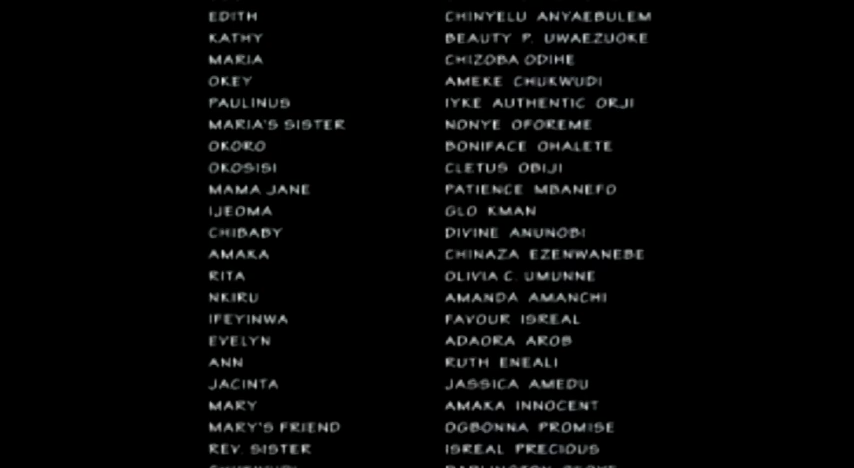 EDITH CHINYELU ANYAEBULEM
KATHY BEAUTY P. UWAEZUOKE
MARIA CHIZOBA ODIHE
OKEY AMEKE CHUKWUDI
PAULINUS IYKE AUTHENTIC ORJI
MARIA'S SISTER NONYE OFOREME
OKORO BONIFACE OHALETE
OKOSISI CLETUS OBIJI
MAMA JANE PATIENCE MBANEFO
IJEOMA GLO KMAN
CHIBABY DIVINE ANUNOBI
AMAKA CHINAZA EZENWANEBE
RITA OLIVIA C. UMUNNE
NKIRU AMANDA AMANCHI
IFEYINWA FAVOUR ISREAL
EVELYN ADAORA AROB
ANN RUTH ENEALI
JACINTA JASSICA AMEDU
MARY AMAKA INNOCENT
MARY'S FRIEND OGBONNA PROMISE
REV. SISTER ISREAL PRECIOUS